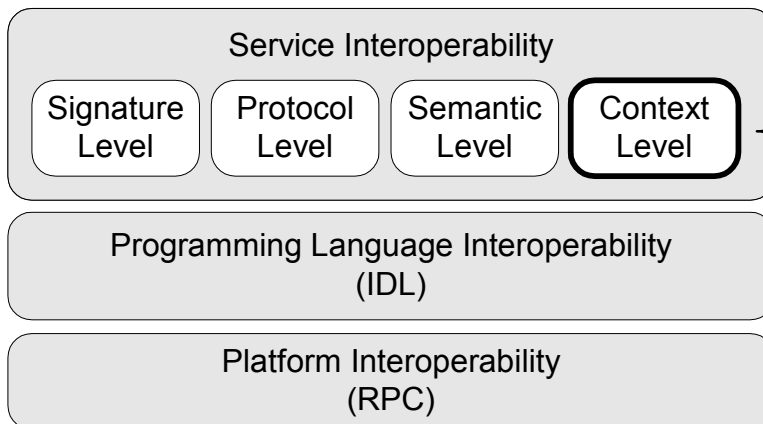 Service Interoperability
Signature Level
Protocol Level
Semantic Level
Context Level
Programming Language Interoperability
(IDL)
Platform Interoperability
(RPC)